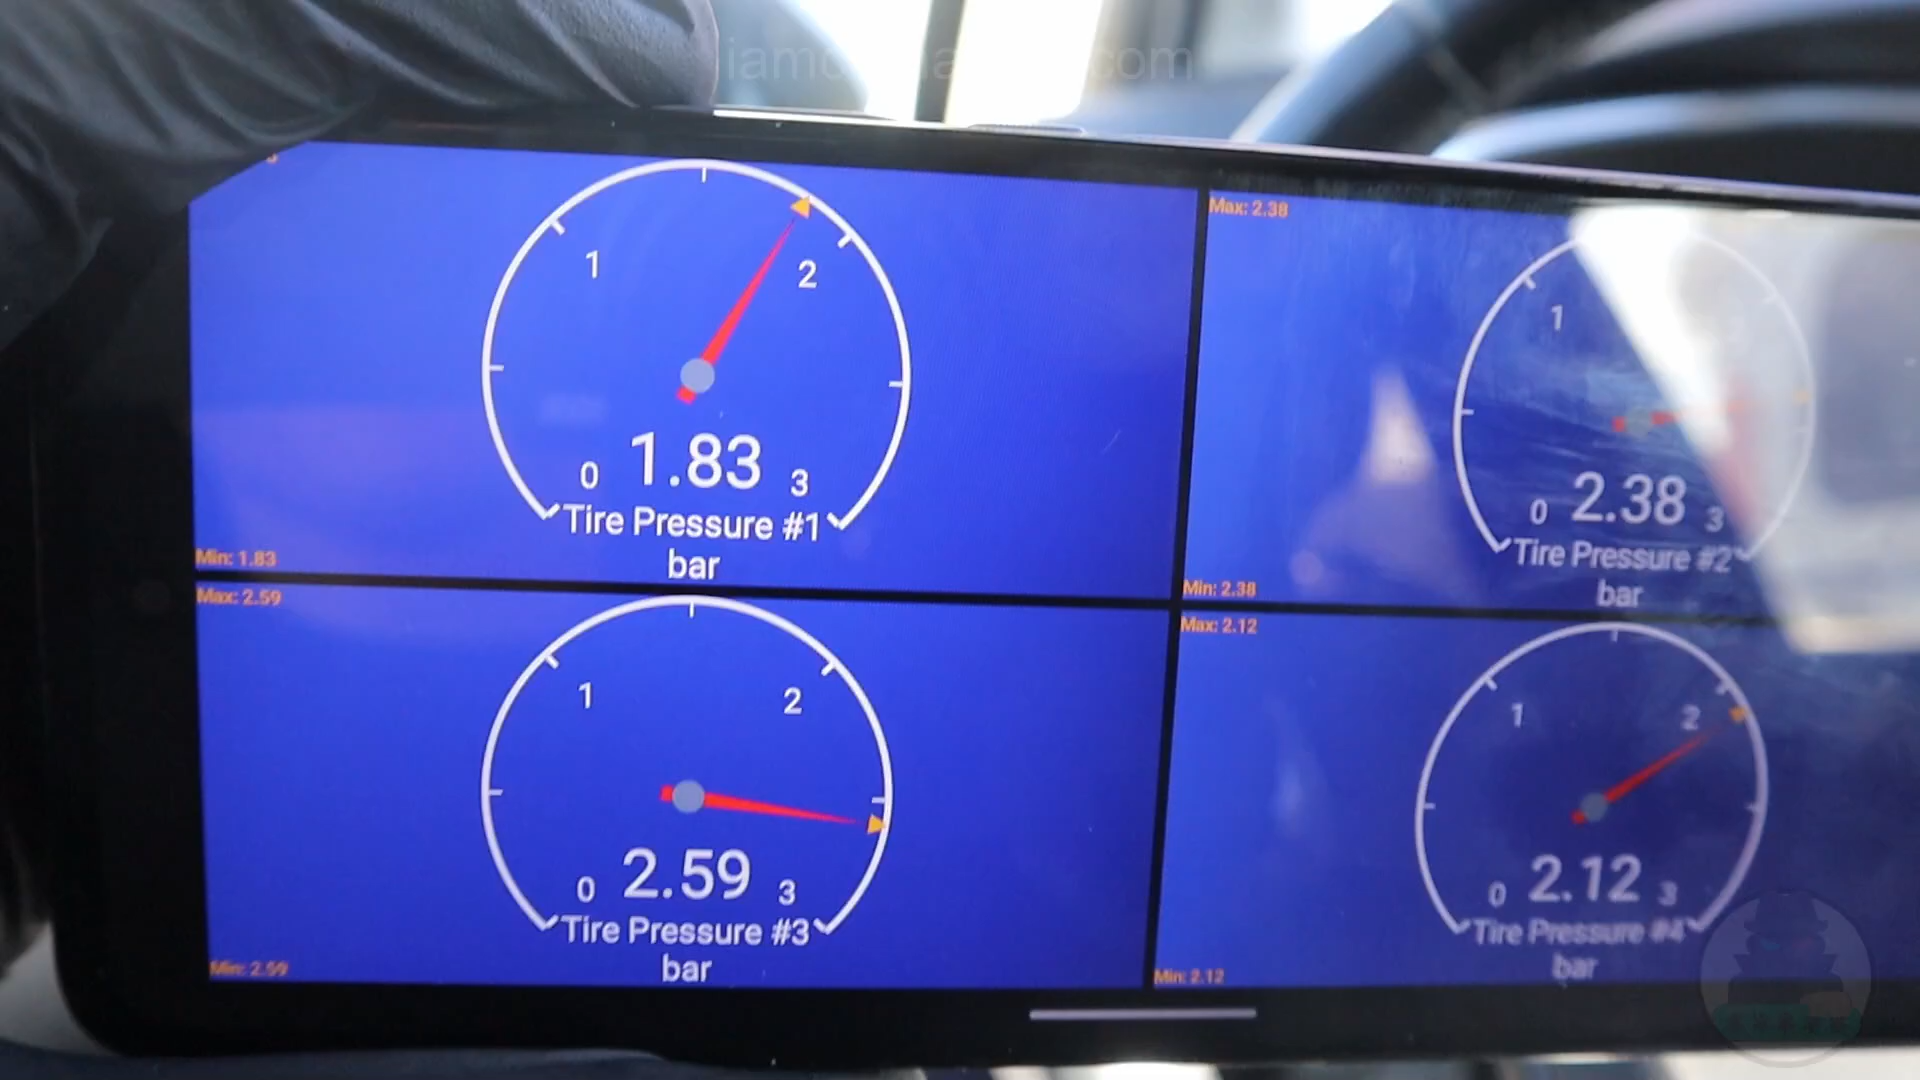 1
2
0
1.83
3
Tire Pressure #1
bar
Min: 1.83
Max: 2.38
1
0
2.38
3
Tire Pressure #2
bar
Min: 2.38
Max: 2.59
1
2
0
2.59
3
Tire Pressure #3
bar
Min: 2.59
Max: 2.12
1
2
0
2.12
3
Tire Pressure #4
bar
Min: 2.12